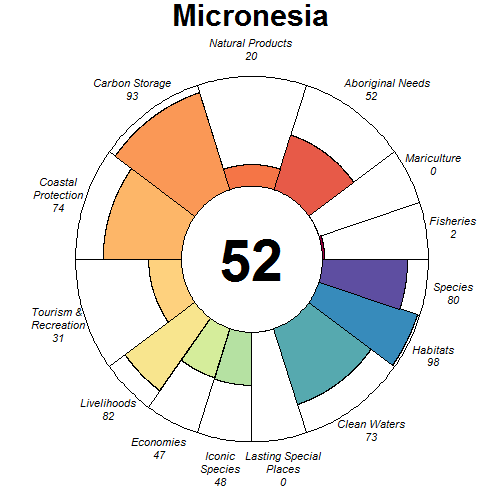 Micronesia
Natural Products
20
Carbon Storage
93
Aboriginal Needs
52
Mariculture
0
Coastal
Protection
74
Fisheries
2
52
Species
80
Tourism &
Recreation
31
Habitats
98
Livelihoods
82
Clean Waters
73
Economies
47
Iconic
Species
48
Lasting Special
Places
0